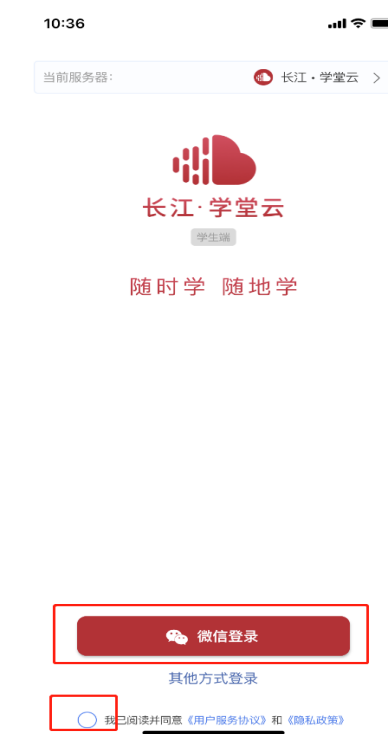 10:36
当前服务器: 长江·学堂云
长江·学堂云
学生端
随时学 随地学
微信登录
其他方式登录
我已阅读并同意《用户服务协议》和《隐私政策》